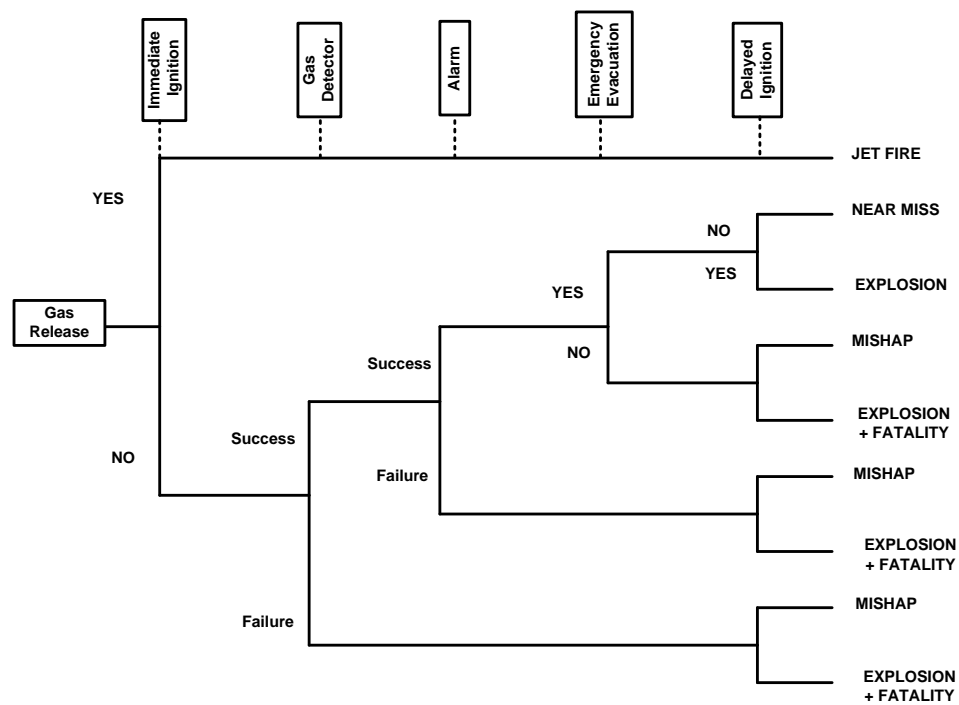 Immediate
Ignition
Gas
Detector
Alarm
Emergency
Evacuation
Delayed
Ignition
JET FIRE
YES
NEAR MISS
NO
YES
EXPLOSION
YES
Gas
Release
NO
MISHAP
Success
EXPLOSION
+ FATALITY
Success
NO
Failure
MISHAP
EXPLOSION
+ FATALITY
MISHAP
Failure
EXPLOSION
+ FATALITY